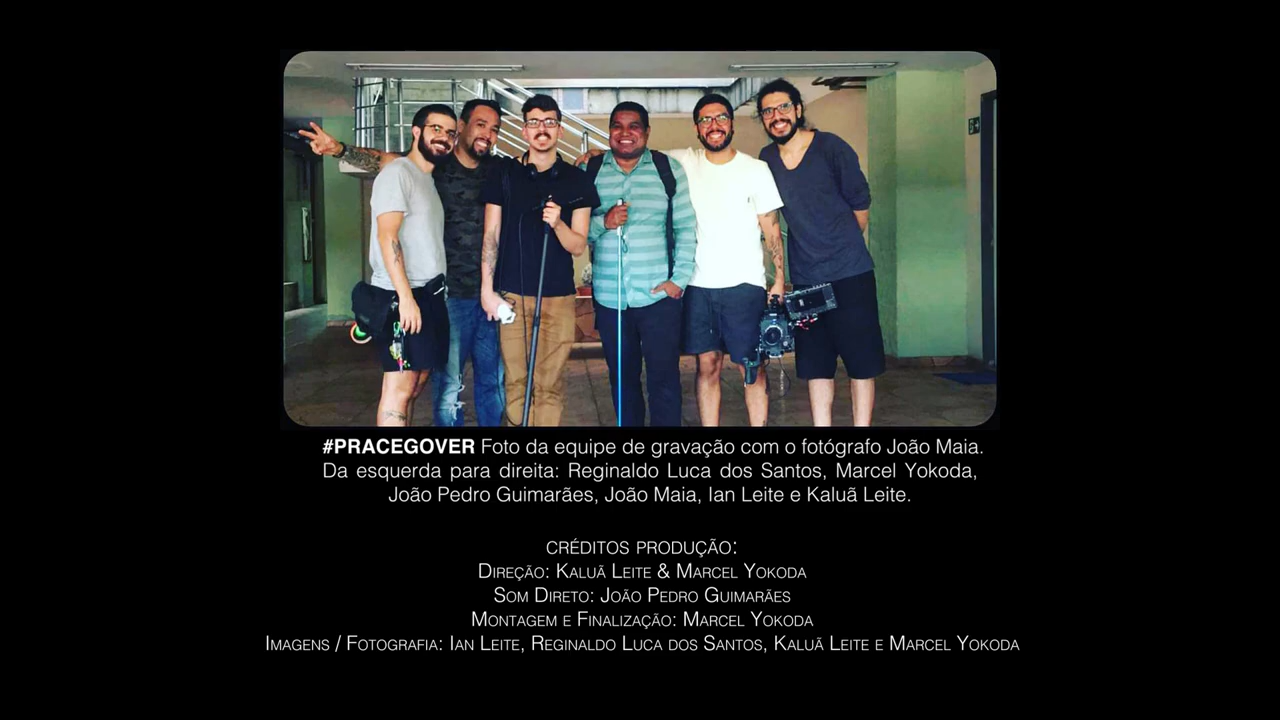 #PRACEGOVER Foto da equipe de gravação com o fotógrafo João Maia.
Da esquerda para direita: Reginaldo Luca dos Santos, Marcel Yokoda,
João Pedro Guimarães, João Maia, Ian Leite e Kaluã Leite.
CRÉDITOS PRODUÇÃO:
Direção: Kaluã Leite & Marcel Yokoda
Som Direto: João Pedro Guimarães
Montagem e Finalização: Marcel Yokoda
Imagens / Fotografia: Ian Leite, Reginaldo Luca dos Santos, Kaluã Leite e Marcel Yokoda